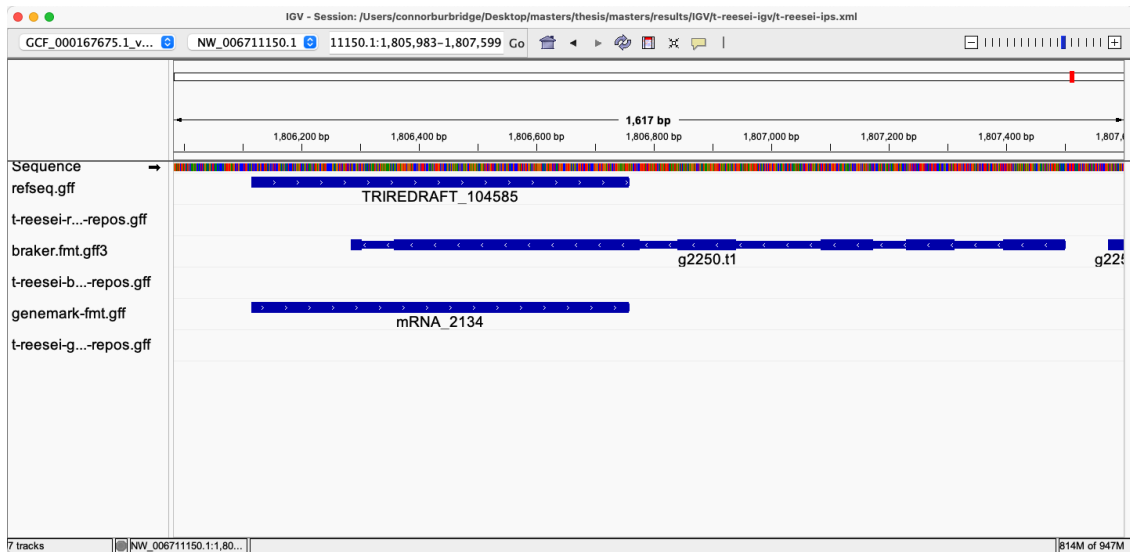 IGV - Session: /Users/connorburbridge/Desktop/masters/thesis/masters/results/IGV/t-reesei-igv/t-reesei-ips.xml
GCF_000167675.1_v... NW_006711150.1 11150.1:1,805,983-1,807,599 Go
1,617 bp
1,806,200 bp 1,806,400 bp 1,806,600 bp 1,806,800 bp 1,807,000 bp 1,807,200 bp 1,807,400 bp 1,807,6
Sequence
refseq.gff
TRIREDRAFT_104585
t-reesei-r...-repos.gff
braker.fmt.gff3
g2250.t1 g225
t-reesei-b...-repos.gff
genemark-fmt.gff
mRNA_2134
t-reesei-g...-repos.gff
7 tracks NW_006711150.1:1,80... 814M of 947M